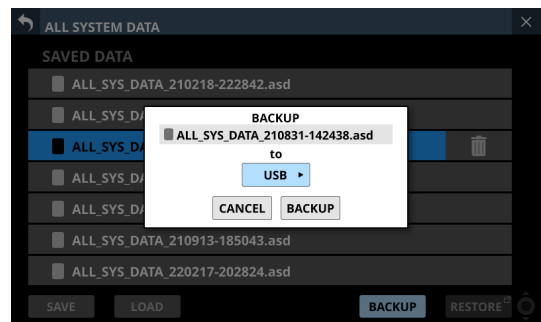 ALL SYSTEM DATA
SAVED DATA
ALL_SYS_DATA_210218-222842.asd
ALL_SYS_DA
ALL_SYS_DA
ALL_SYS_DA
ALL_SYS_DA
ALL_SYS_DATA_210913-185043.asd
ALL_SYS_DATA_220217-202824.asd
BACKUP
ALL_SYS_DATA_210831-142438.asd
to
USB
CANCEL BACKUP
SAVE LOAD BACKUP RESTORE